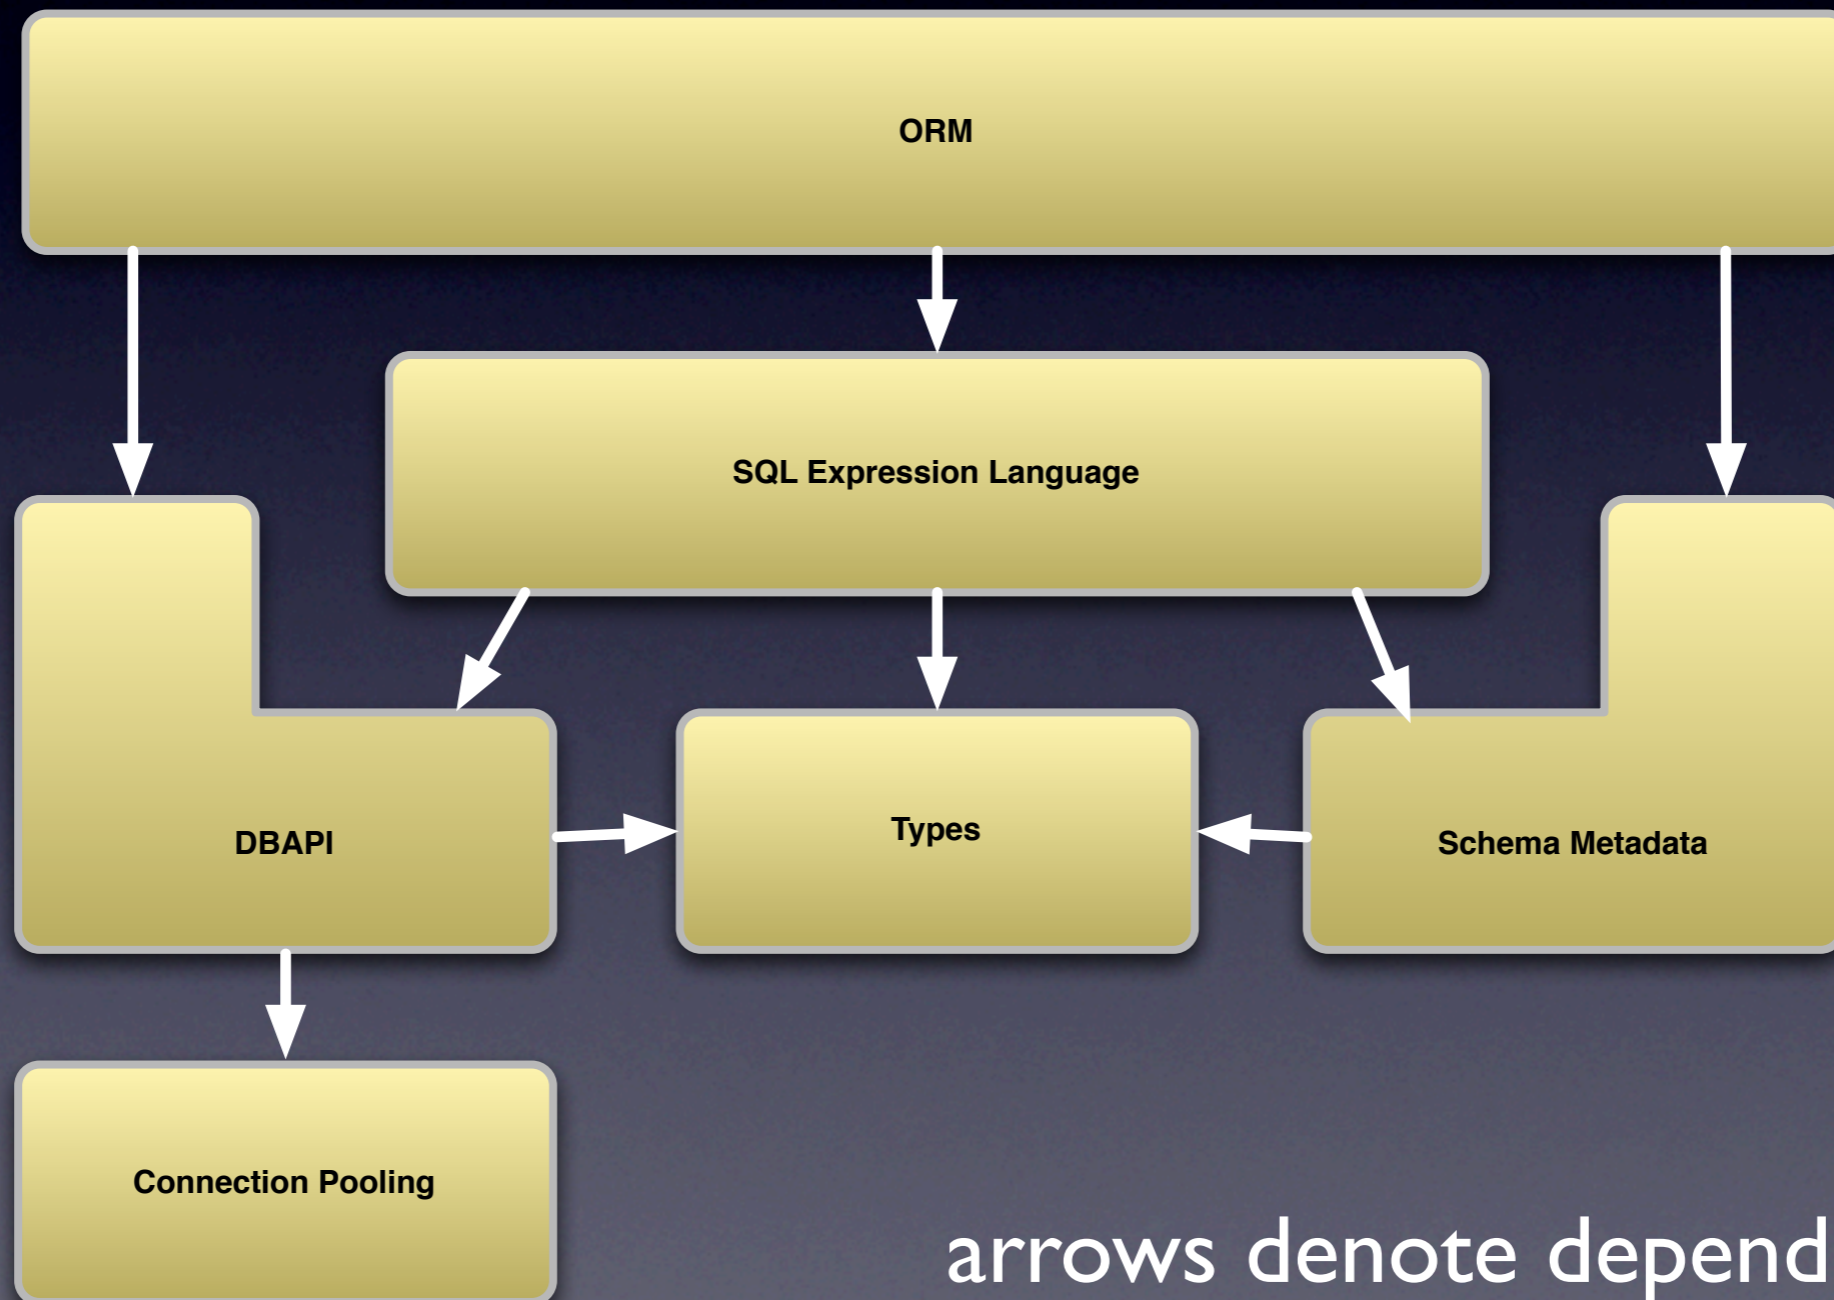 ORM
SQL Expression Language
DBAPI
Types
Schema Metadata
Connection Pooling
arrows denote depend